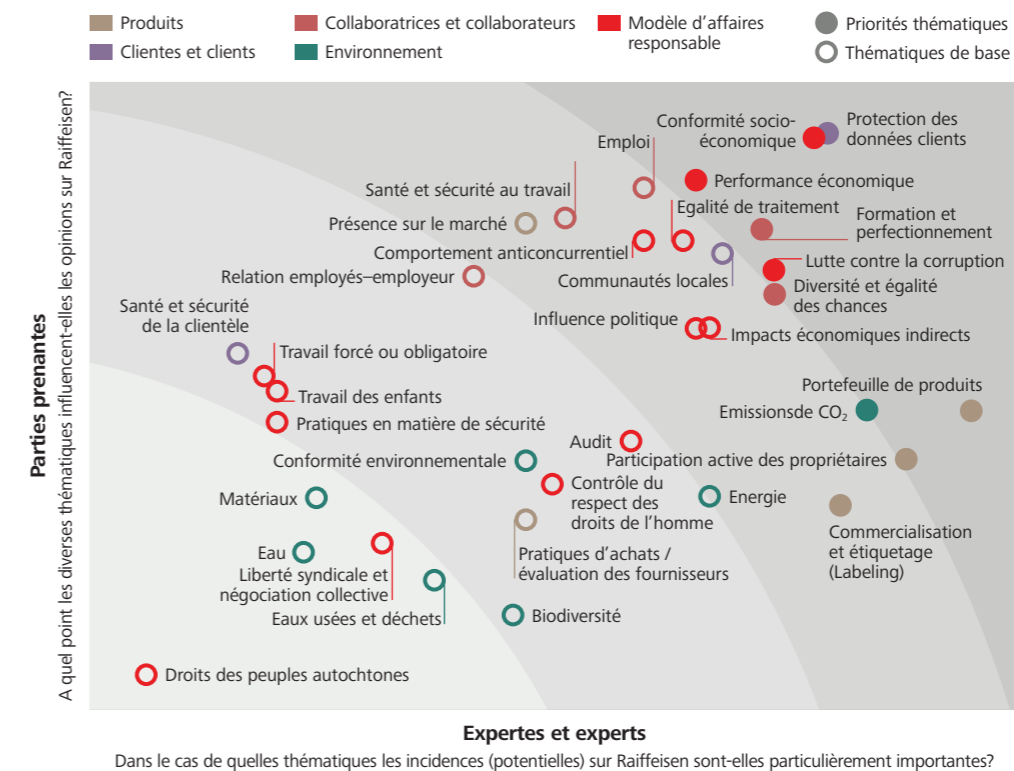 Produits
Clientes et clients
Collaboratrices et collaborateurs
Environnement
Modèle d'affaires
responsable
Priorités thématiques
Thématiques de base
Parties prenantes
A quel point les diverses thématiques influencent-elles les opinions sur Raiffeisen?
Conformité socio-
économique
Protection des
données clients
Emploi
Performance économique
Santé et sécurité au travail
Egalité de traitement
Présence sur le marché
Formation et
perfectionnement
Comportement anticoncurrentiel
Lutte contre la corruption
Relation employés–employeur
Communautés locales
Diversité et égalité
des chances
Santé et sécurité
de la clientèle
Influence politique
Impacts économiques indirects
Travail forcé ou obligatoire
Travail des enfants
Portefeuille de produits
Emissionsde CO₂
Pratiques en matière de sécurité
Audit
Participation active des propriétaires
Conformité environnementale
Contrôle du
respect des
droits de l'homme
Energie
Matériaux
Commercialisation
et étiquetage
(Labeling)
Eau
Pratiques d'achats /
évaluation des fournisseurs
Liberté syndicale et
négociation collective
Eaux usées et déchets
Biodiversité
Droits des peuples autochtones
Expertes et experts
Dans le cas de quelles thématiques les incidences (potentielles) sur Raiffeisen sont-elles particulièrement importantes?